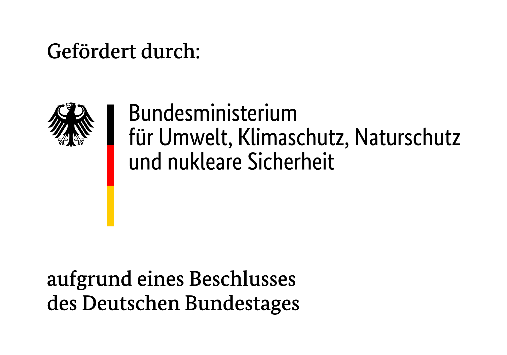 Gefördert durch:
Bundesministerium
für Umwelt, Klimaschutz, Naturschutz
und nukleare Sicherheit
aufgrund eines Beschlusses
des Deutschen Bundestages